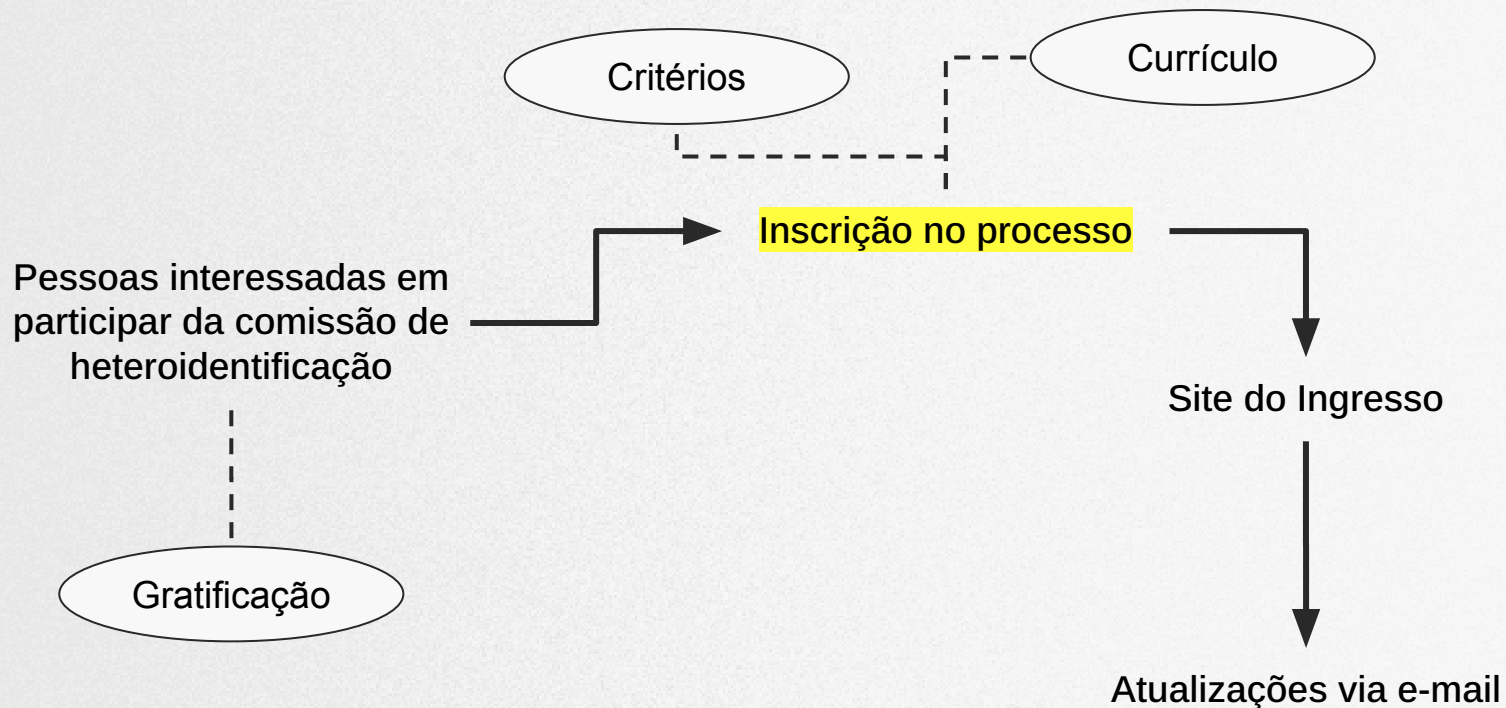 Critérios
Currículo
Inscrição no processo
Pessoas interessadas em
participar da comissão de
heteroidentificação
Site do Ingresso
Gratificação
Atualizações via e-mail